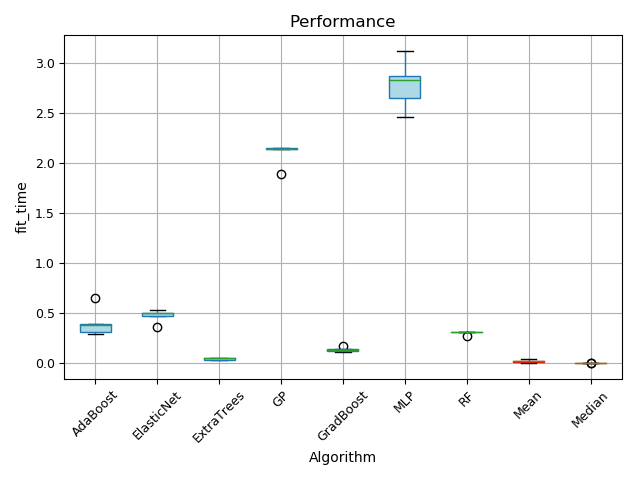 Performance
3.0
2.5
2.0
1.5
1.0
0.5
0.0
fit_time
AdaBoost
ElasticNet
ExtraTrees
GP
GradBoost
MLP
RF
Mean
Median
Algorithm